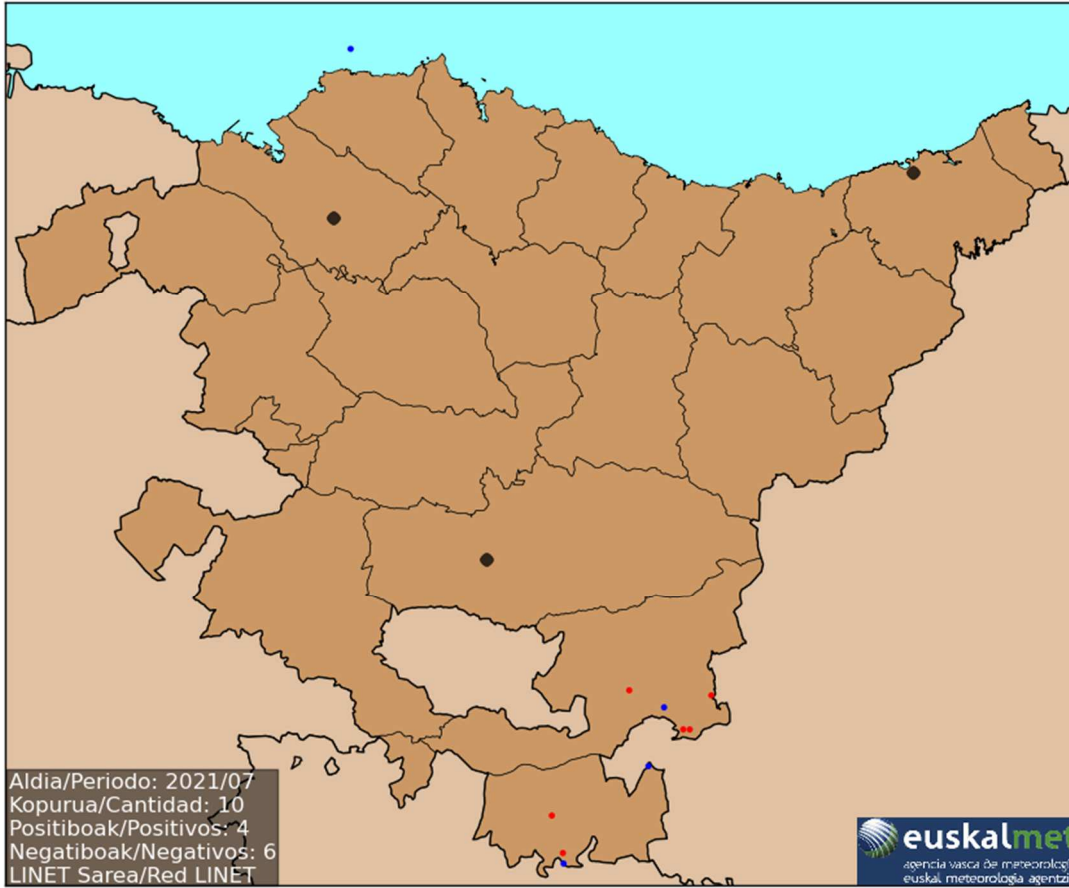 Aldia/Periodo: 2021/07
Kopurua/Cantidad: 10
Positiboak/Positivos: 4
Negatiboak/Negativos: 6
LINET Sarea/Red LINET
euskalmet
agencia vasca de meteorologí
euskal meteorologia agentzi